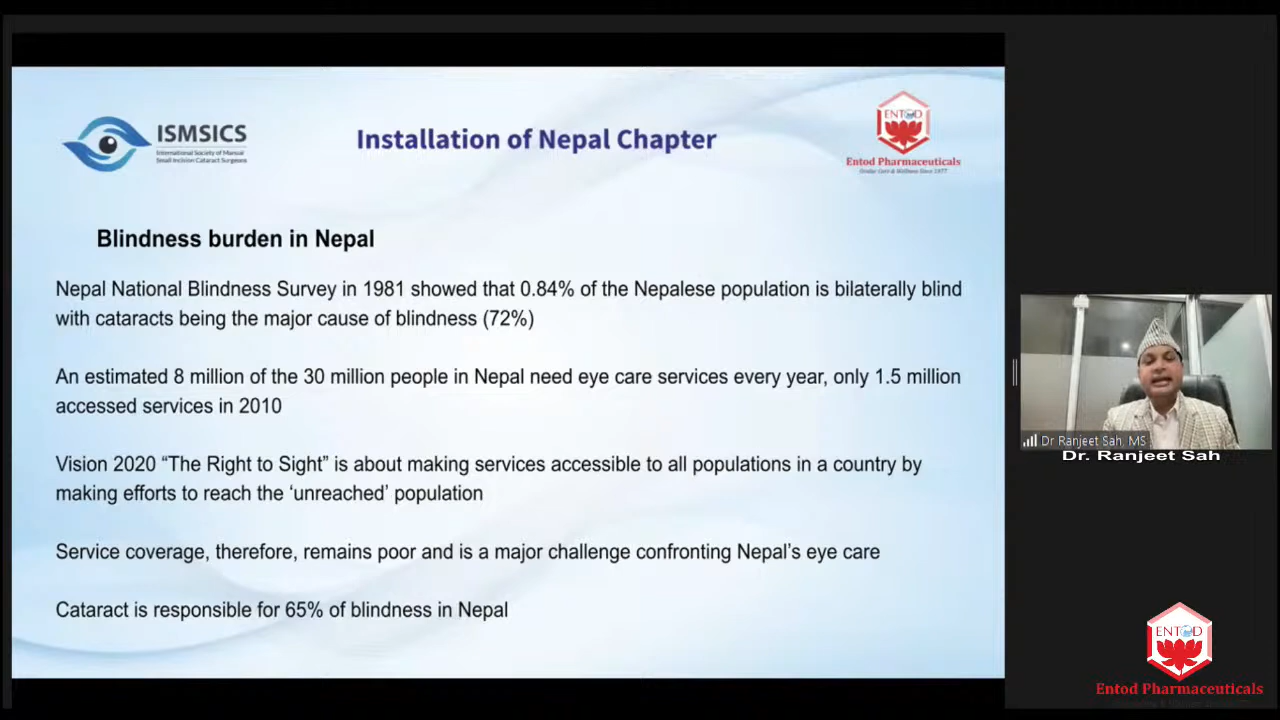 ISMSICS
International Society of Manual
Small Incision Cataract Surgeons
Installation of Nepal Chapter
ENTOD
Entod Pharmaceuticals
Ocular Care & Wellness Since 1977
Blindness burden in Nepal
Nepal National Blindness Survey in 1981 showed that 0.84% of the Nepalese population is bilaterally blind
with cataracts being the major cause of blindness (72%)
An estimated 8 million of the 30 million people in Nepal need eye care services every year, only 1.5 million
accessed services in 2010
Vision 2020 “The Right to Sight” is about making services accessible to all populations in a country by
making efforts to reach the ‘unreached’ population
Service coverage, therefore, remains poor and is a major challenge confronting Nepal’s eye care
Cataract is responsible for 65% of blindness in Nepal
Dr Ranjeet Sah, MS
Dr. Ranjeet Sah
ENTOD
Entod Pharmaceuticals